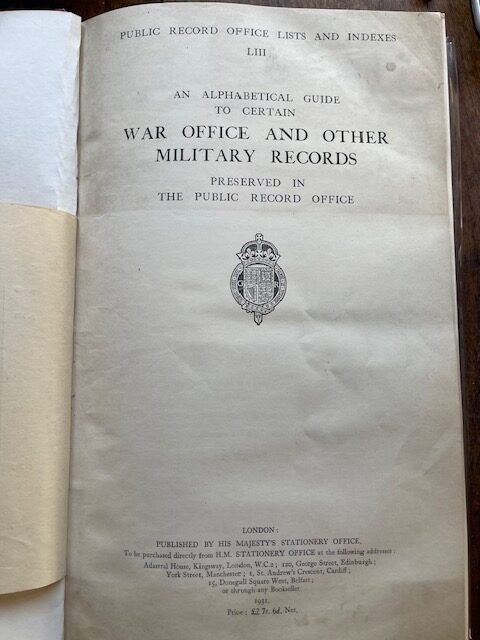 PUBLIC RECORD OFFICE LISTS AND INDEXES
LIII
AN ALPHABETICAL GUIDE
TO CERTAIN
WAR OFFICE AND OTHER
MILITARY RECORDS
PRESERVED IN
THE PUBLIC RECORD OFFICE
G R
LONDON:
PUBLISHED BY HIS MAJESTY'S STATIONERY OFFICE.
To be purchased directly from H.M. STATIONERY OFFICE at the following addresses:
Adastral House, Kingsway, London, W.C.2; 120, George Street, Edinburgh;
York Street, Manchester; 1, St. Andrew's Crescent, Cardiff;
15, Donegall Square West, Belfast;
or through any Bookseller.
1931.
Price: £2 7s. 6d. Net.